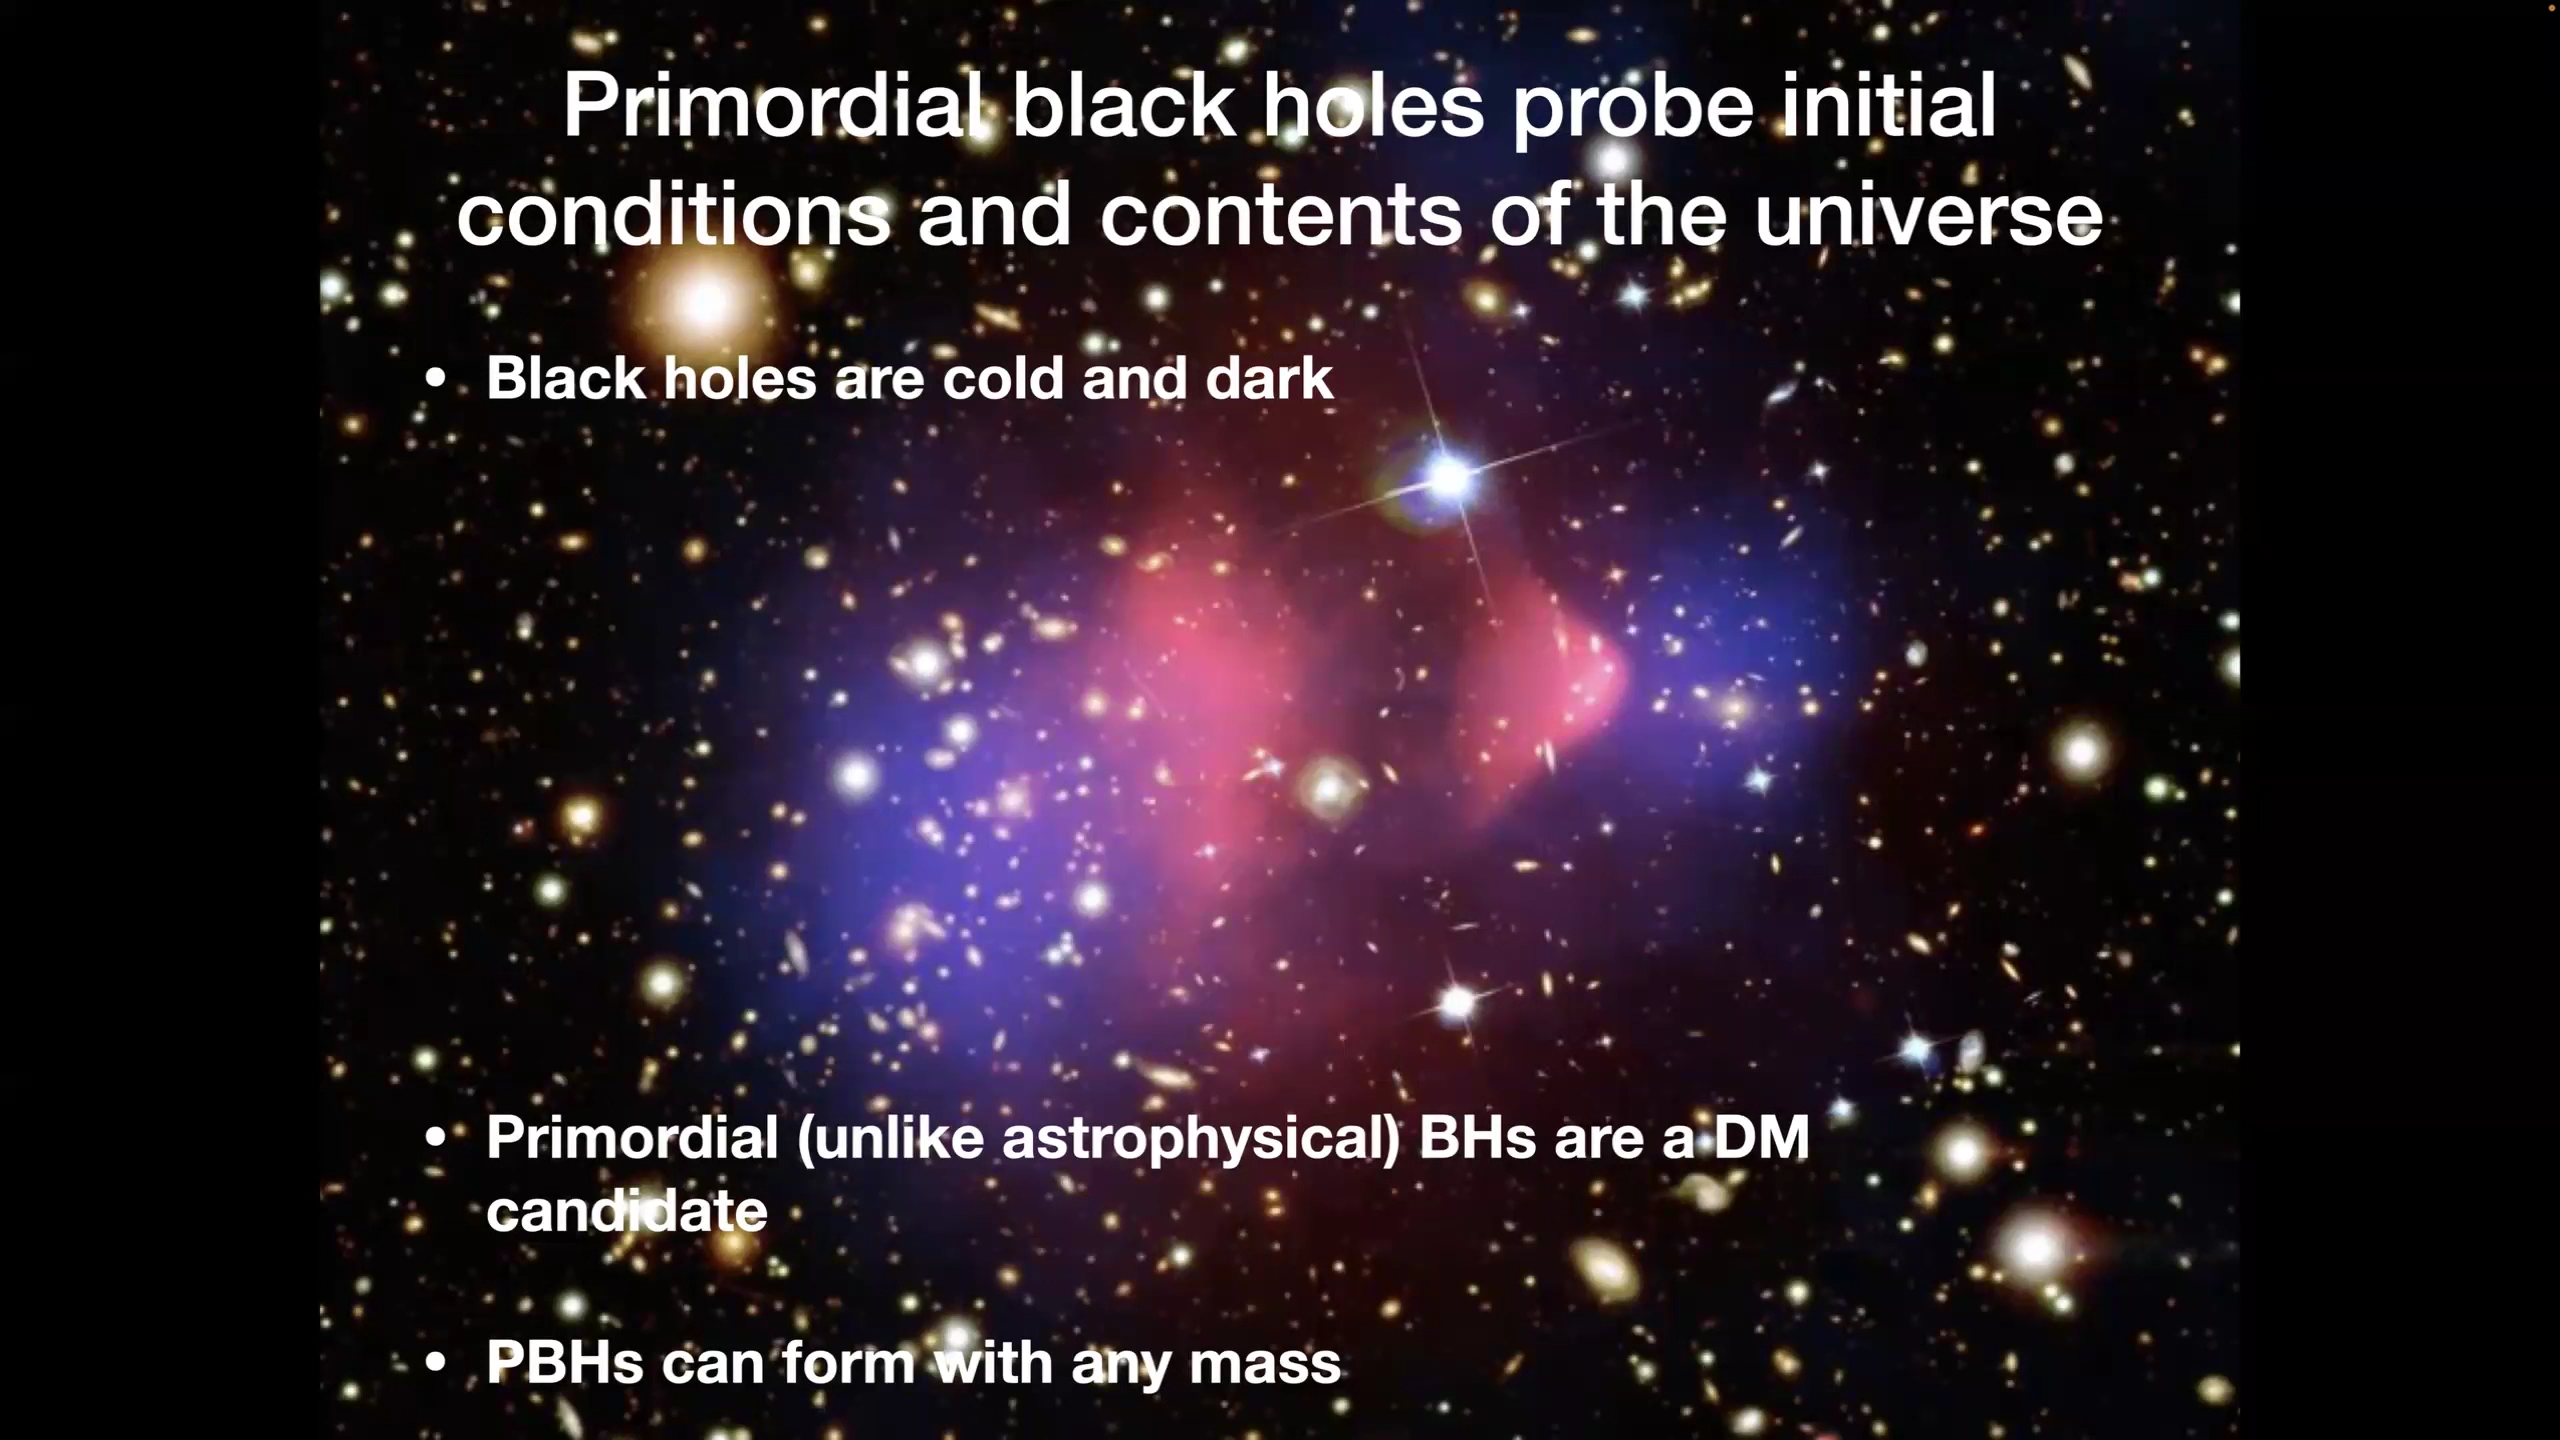 Primordial black holes probe initial
conditions and contents of the universe
• Black holes are cold and dark
• Primordial (unlike astrophysical) BHs are a DM
candidate
• PBHs can form with any mass